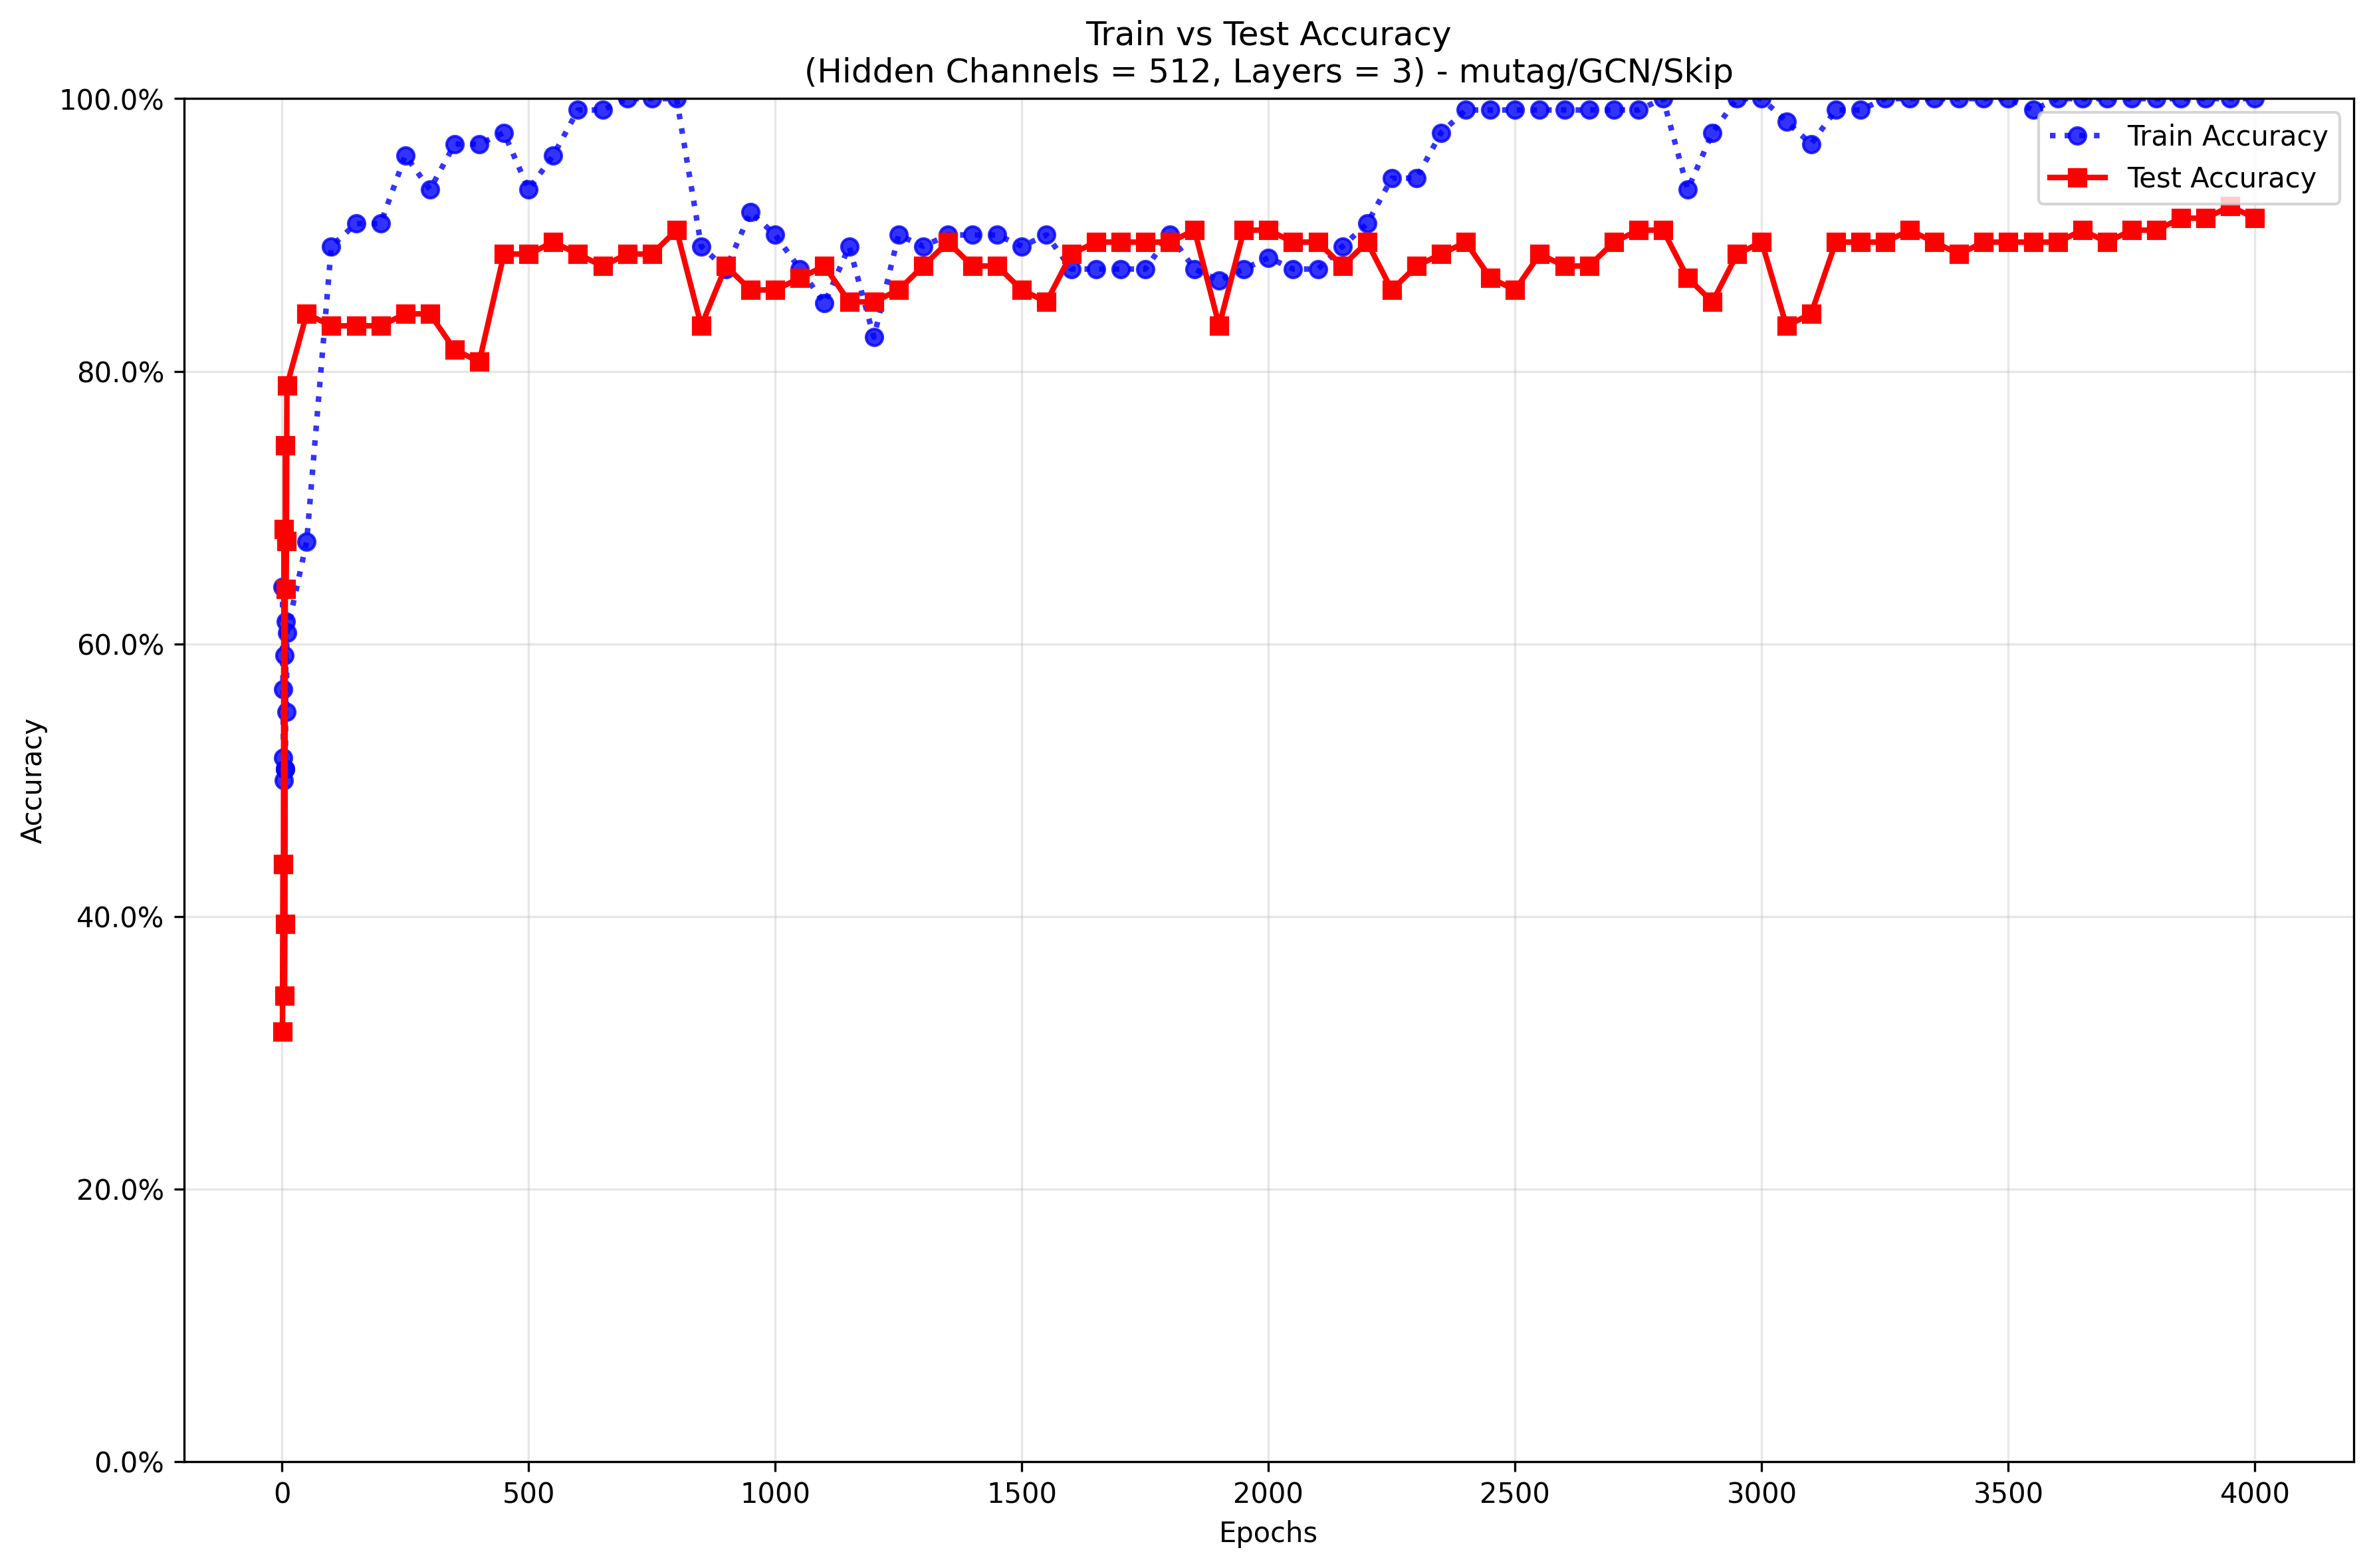 Train vs Test Accuracy
(Hidden Channels = 512, Layers = 3) - mutag/GCN/Skip
100.0%
80.0%
60.0%
40.0%
20.0%
0.0%
Accuracy
Train Accuracy
Test Accuracy
0
500
1000
1500
2000
2500
3000
3500
4000
Epochs